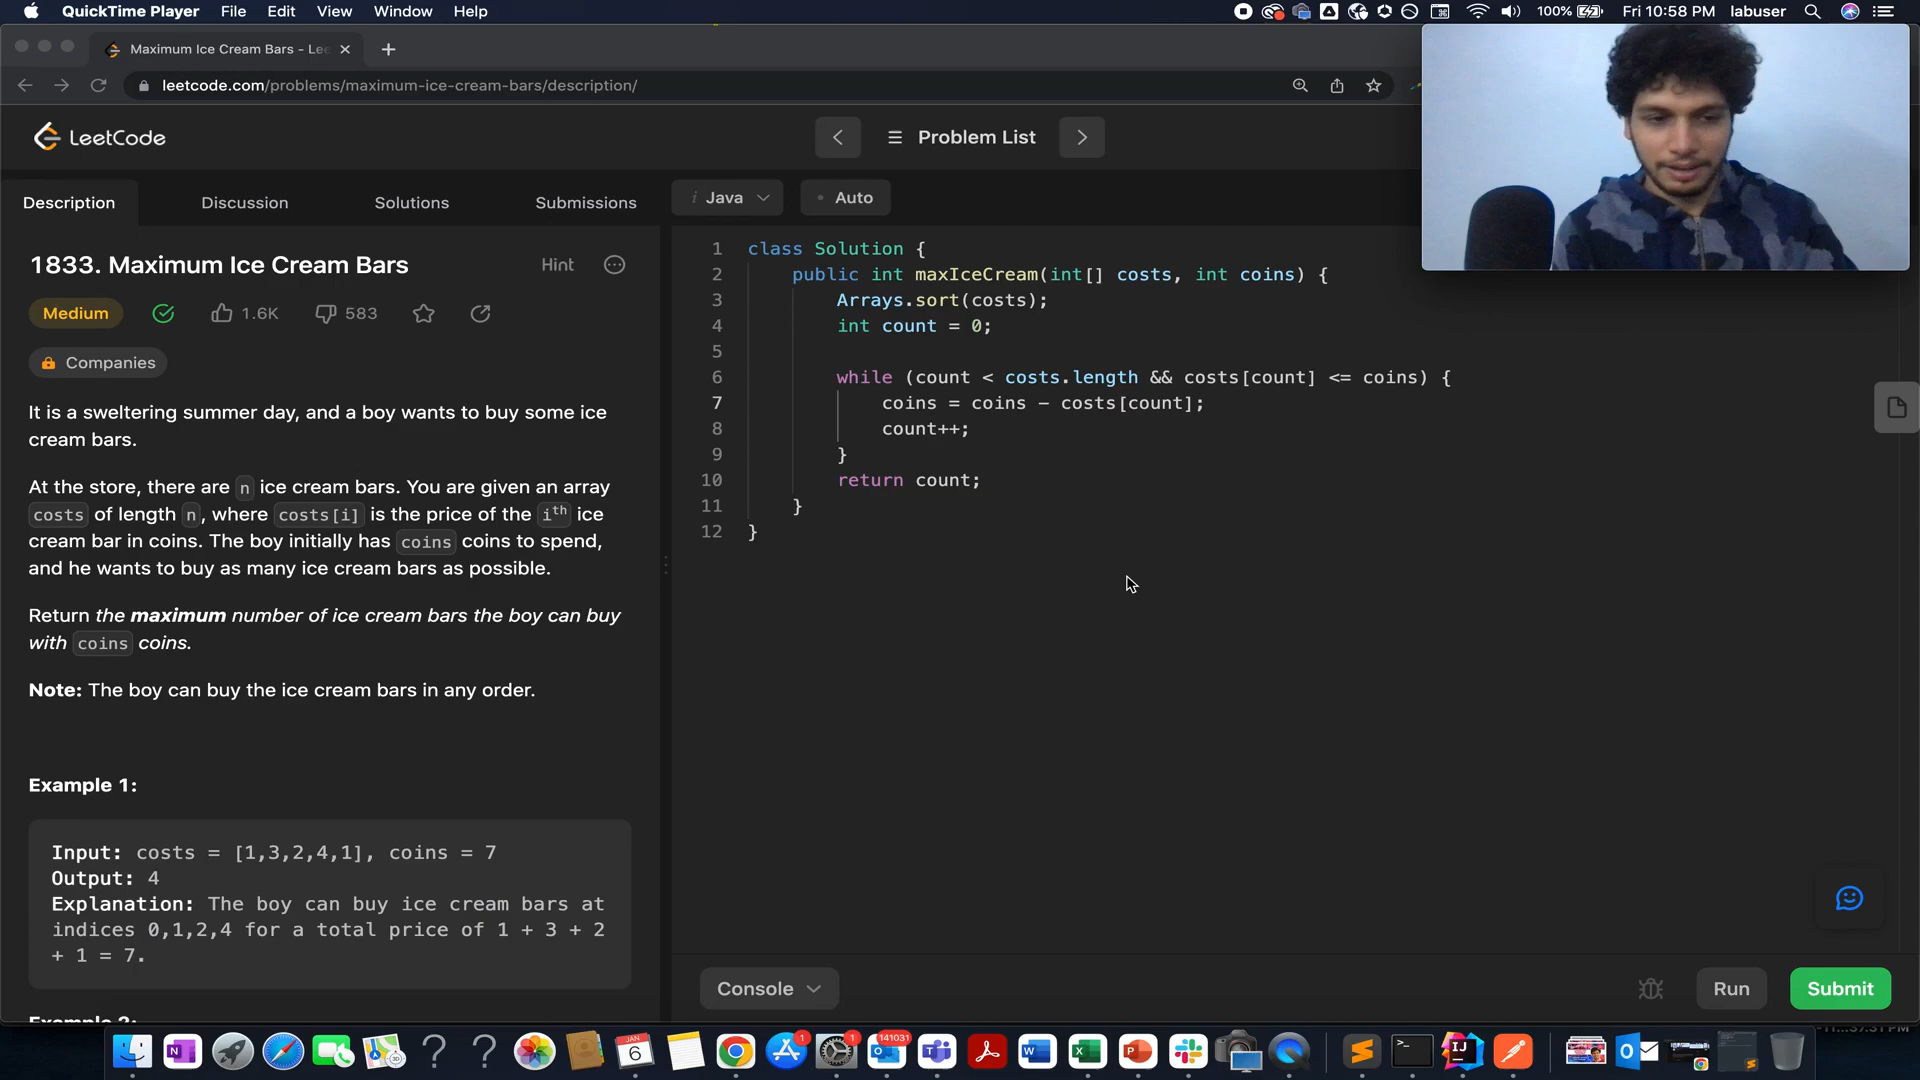 QuickTime Player File Edit View Window Help 100% Fri 10:58 PM labuser
Maximum Ice Cream Bars - Lee
leetcode.com/problems/maximum-ice-cream-bars/description/
LeetCode
Problem List
Description Discussion Solutions Submissions
i Java Auto
1833. Maximum Ice Cream Bars Hint
Medium 1.6K 583
Companies
It is a sweltering summer day, and a boy wants to buy some ice
cream bars.
At the store, there are n ice cream bars. You are given an array
costs of length n, where costs[i] is the price of the ith ice
cream bar in coins. The boy initially has coins coins to spend,
and he wants to buy as many ice cream bars as possible.
Return the maximum number of ice cream bars the boy can buy
with coins coins.
Note: The boy can buy the ice cream bars in any order.
Example 1:
Input: costs = [1,3,2,4,1], coins = 7
Output: 4
Explanation: The boy can buy ice cream bars at
indices 0,1,2,4 for a total price of 1 + 3 + 2
+ 1 = 7.
1 class Solution {
2 public int maxIceCream(int[] costs, int coins) {
3 Arrays.sort(costs);
4 int count = 0;
5
6 while (count < costs.length && costs[count] <= coins) {
7 coins = coins - costs[count];
8 count++;
9 }
10 return count;
11 }
12 }
Console Run Submit
JAN 6 1 1 141031